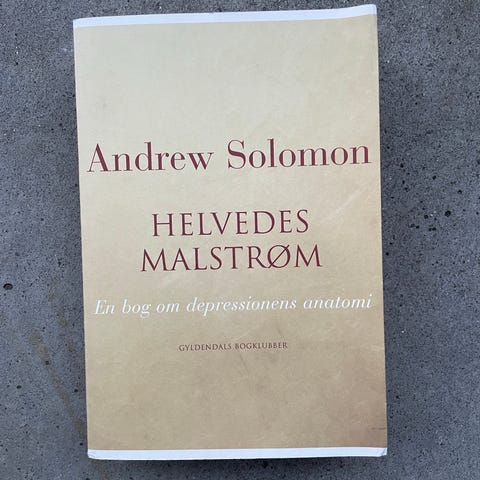 Andrew Solomon
HELVEDES
MALSTRØM
En bog om depressionens anatomi
GYLDENDALS BOGKLUBBER